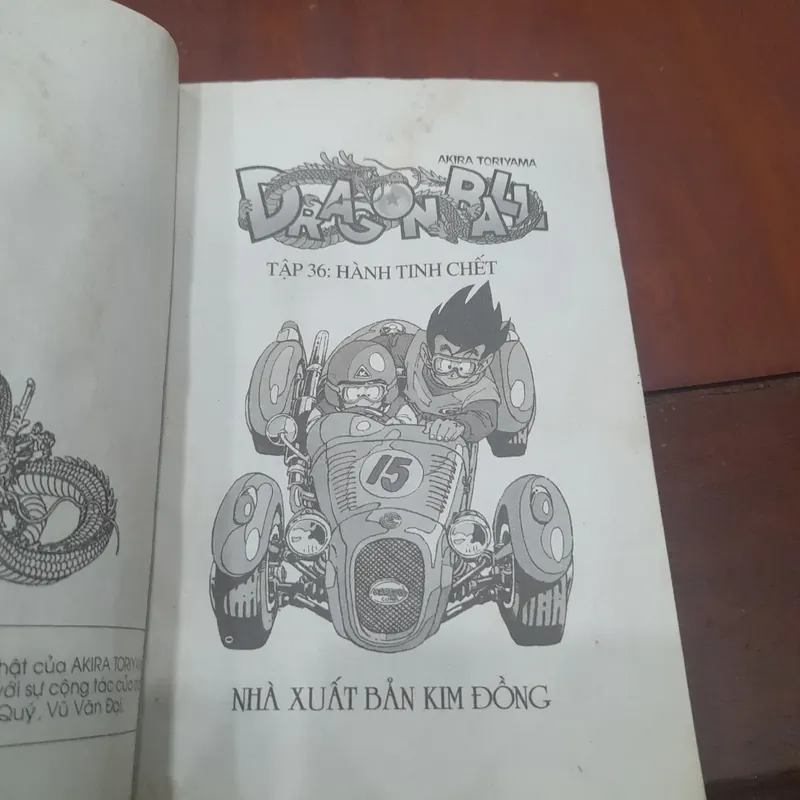 AKIRA TORIYAMA
DRAGON BALL
TẬP 36: HÀNH TINH CHẾT
15
NHÀ XUẤT BẢN KIM ĐỒNG
hật của AKIRA TORIYA
với sự cộng tác của
Quý, Vũ Văn Đại.